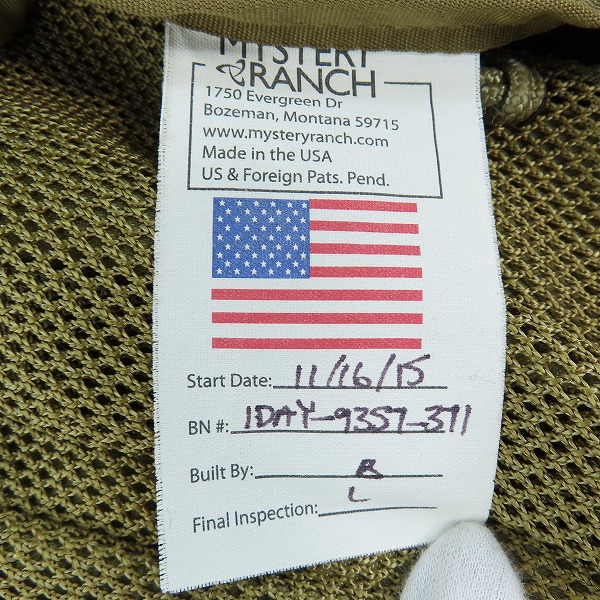 MYSTERY
RANCH
1750 Evergreen Dr
Bozeman, Montana 59715
www.mysteryranch.com
Made in the USA
US & Foreign Pats. Pend.
Start Date: 11/16/15
BN #: 1DAY-9357-371
Built By: B
Final Inspection: L